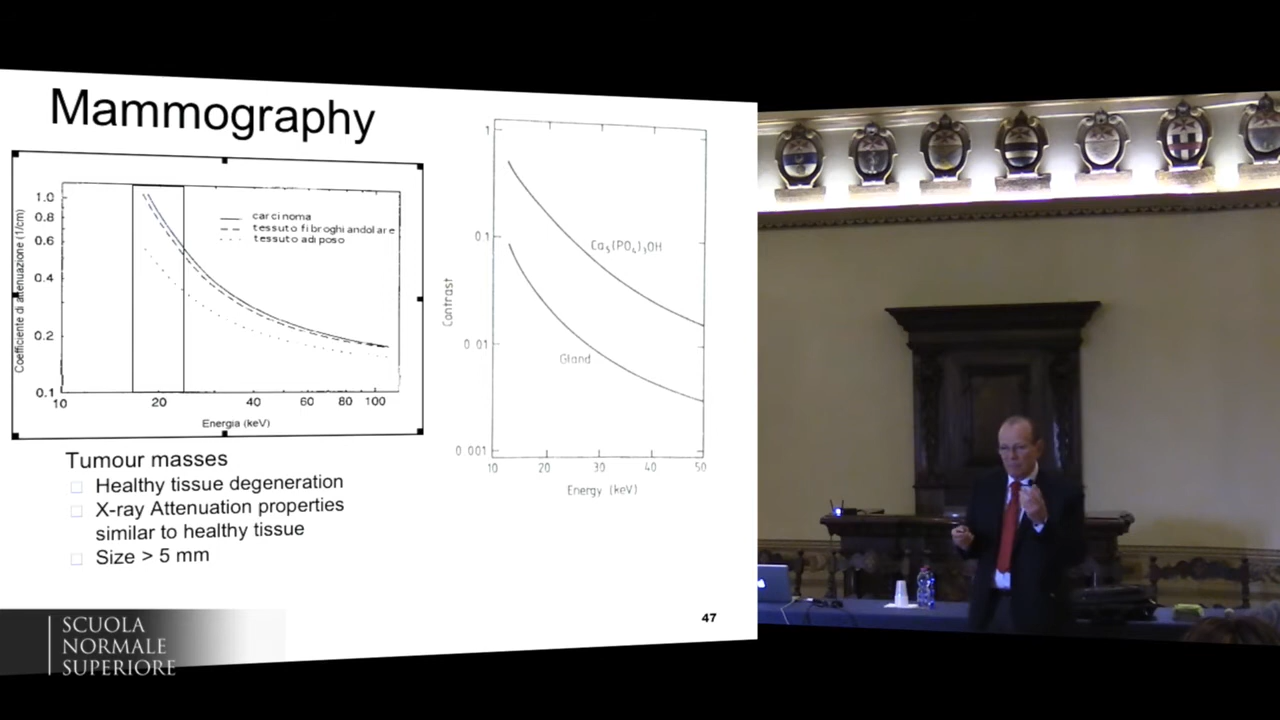 Mammography
Coefficiente di attenuazione (1/cm)
1.0
0.8
0.6
0.4
0.2
0.1
10
20
40
60
80
100
Energia (keV)
carcinoma
tessuto fibroghiandolare
tessuto adiposo
Contrast
1
0.1
0.01
0.001
10
20
30
40
50
Energy (keV)
Ca5(PO4)3OH
Gland
Tumour masses
Healthy tissue degeneration
X-ray Attenuation properties
similar to healthy tissue
Size > 5 mm
47
SCUOLA
NORMALE
SUPERIORE